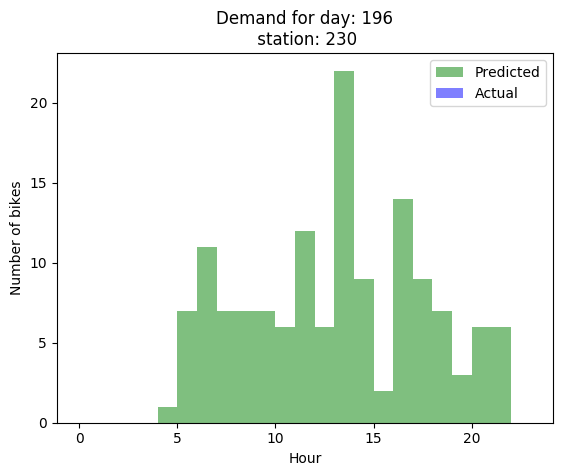 Demand for day: 196
station: 230
Predicted
Actual
Number of bikes
20
15
10
5
0
0
5
10
15
20
Hour